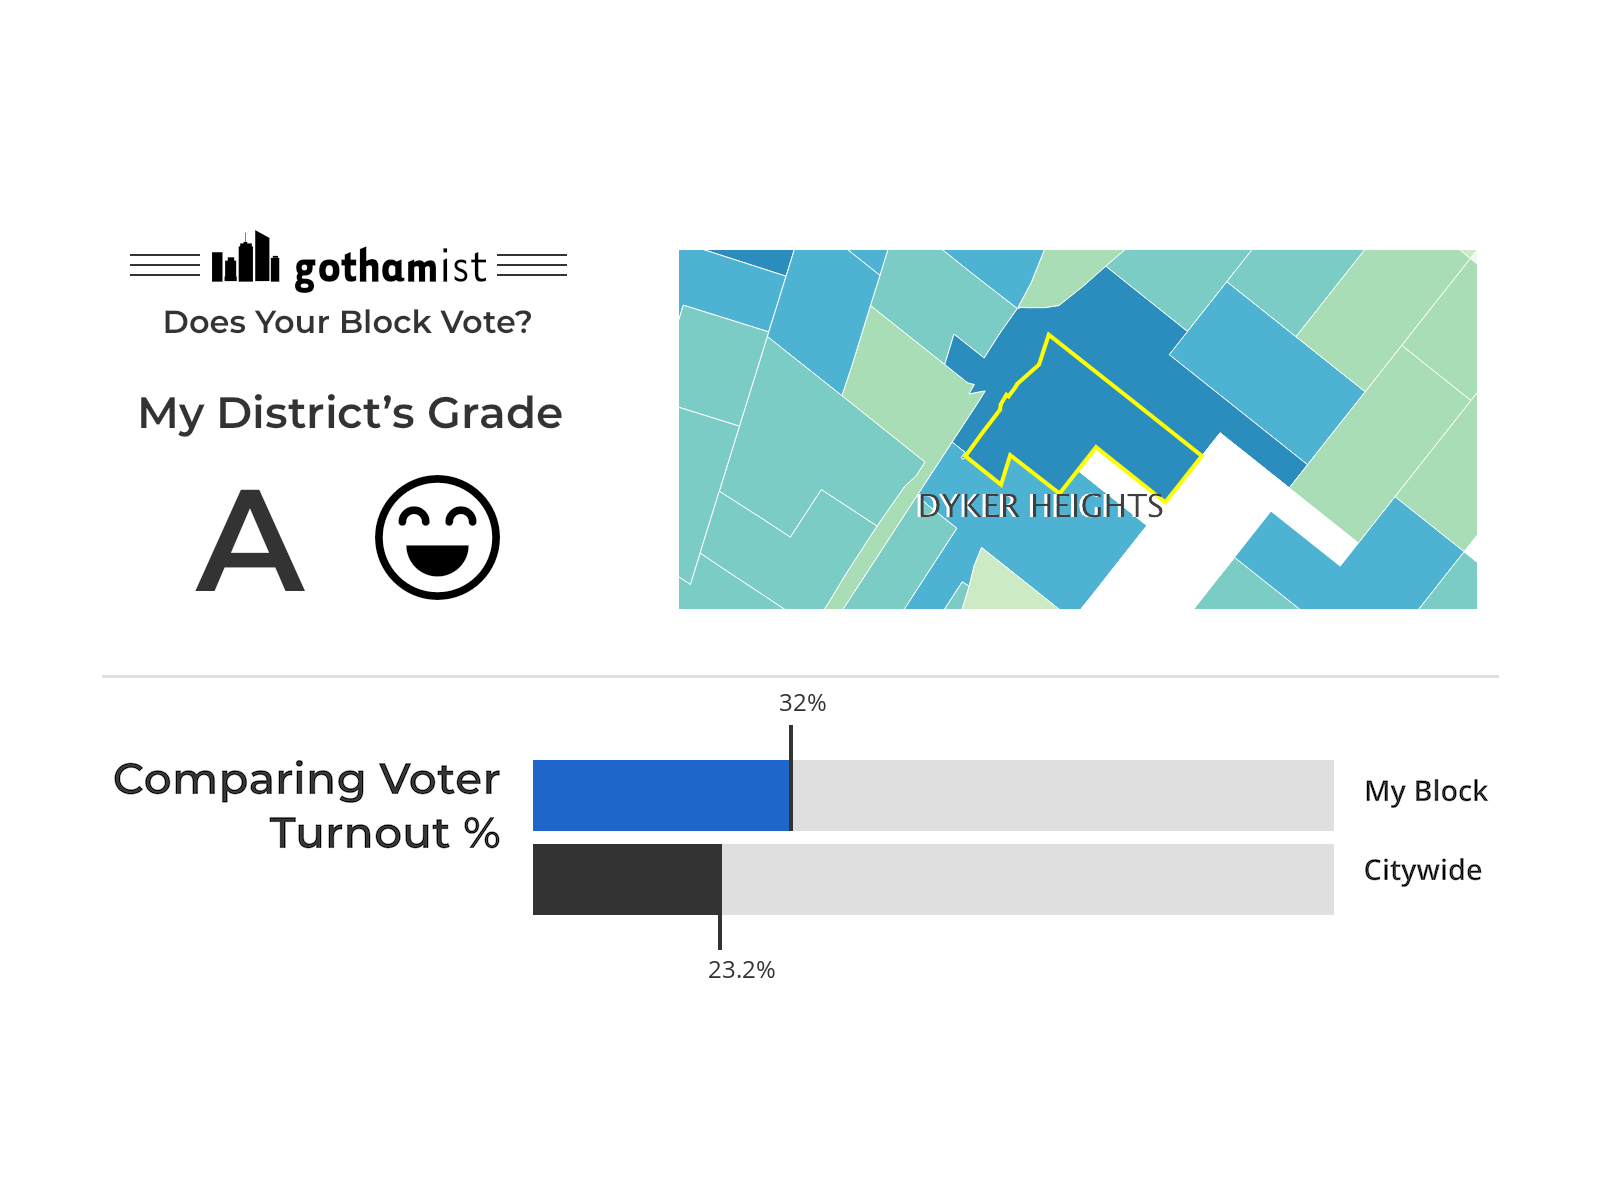 gothamist
Does Your Block Vote?
My District’s Grade
A
DYKER HEIGHTS
32%
Comparing Voter
Turnout %
My Block
Citywide
23.2%